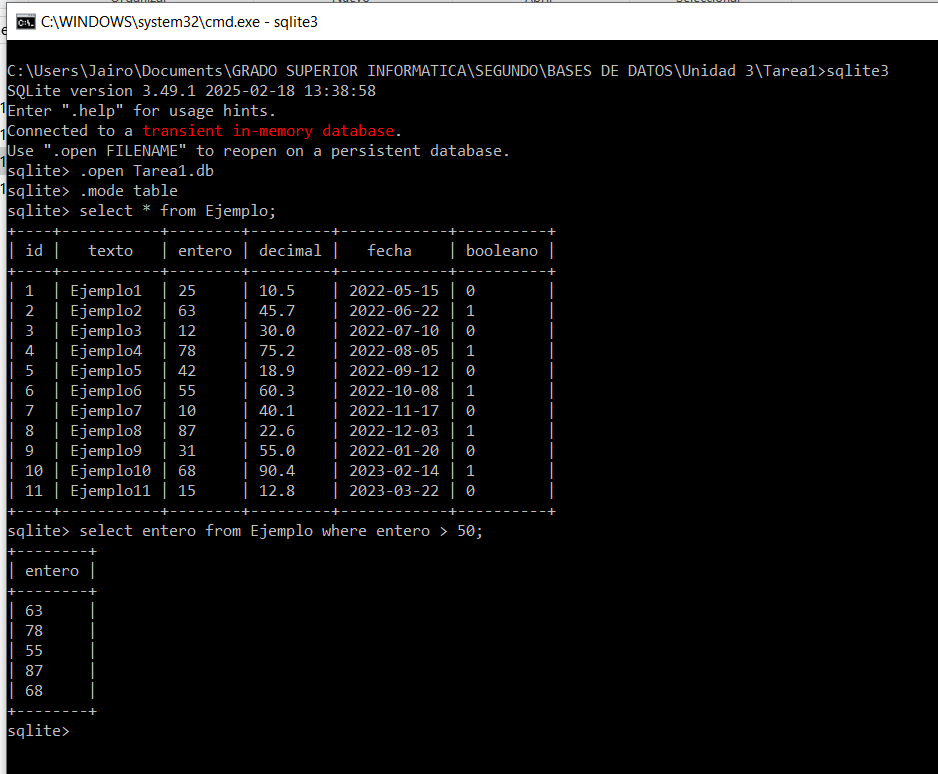 C:\WINDOWS\system32\cmd.exe - sqlite3
C:\Users\Jairo\Documents\GRADO SUPERIOR INFORMATICA\SEGUNDO\BASES DE DATOS\Unidad 3\Tarea1>sqlite3
SQLite version 3.49.1 2025-02-18 13:38:58
Enter ".help" for usage hints.
Connected to a transient in-memory database.
Use ".open FILENAME" to reopen on a persistent database.
sqlite> .open Tarea1.db
sqlite> .mode table
sqlite> select * from Ejemplo;
+----+-----------+--------+---------+------------+----------+
| id |   texto   | entero | decimal |   fecha    | booleano |
+----+-----------+--------+---------+------------+----------+
| 1  | Ejemplo1  | 25     | 10.5    | 2022-05-15 | 0        |
| 2  | Ejemplo2  | 63     | 45.7    | 2022-06-22 | 1        |
| 3  | Ejemplo3  | 12     | 30.0    | 2022-07-10 | 0        |
| 4  | Ejemplo4  | 78     | 75.2    | 2022-08-05 | 1        |
| 5  | Ejemplo5  | 42     | 18.9    | 2022-09-12 | 0        |
| 6  | Ejemplo6  | 55     | 60.3    | 2022-10-08 | 1        |
| 7  | Ejemplo7  | 10     | 40.1    | 2022-11-17 | 0        |
| 8  | Ejemplo8  | 87     | 22.6    | 2022-12-03 | 1        |
| 9  | Ejemplo9  | 31     | 55.0    | 2022-01-20 | 0        |
| 10 | Ejemplo10 | 68     | 90.4    | 2023-02-14 | 1        |
| 11 | Ejemplo11 | 15     | 12.8    | 2023-03-22 | 0        |
+----+-----------+--------+---------+------------+----------+
sqlite> select entero from Ejemplo where entero > 50;
+--------+
| entero |
+--------+
| 63     |
| 78     |
| 55     |
| 87     |
| 68     |
+--------+
sqlite>